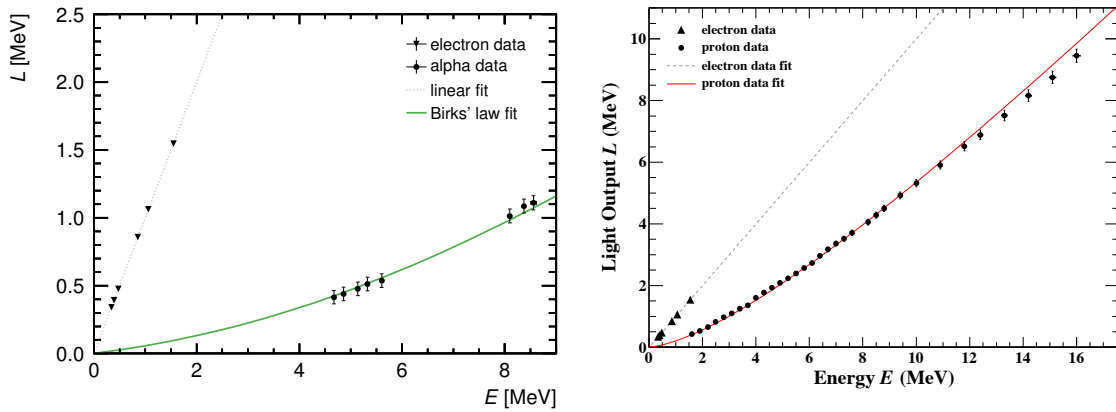 L [MeV]
2.5
2.0
1.5
1.0
0.5
0.0
0 2 4 6 8
E [MeV]
electron data
alpha data
linear fit
Birks' law fit
Light Output L (MeV)
10
8
6
4
2
0
0 2 4 6 8 10 12 14 16
Energy E (MeV)
electron data
proton data
electron data fit
proton data fit